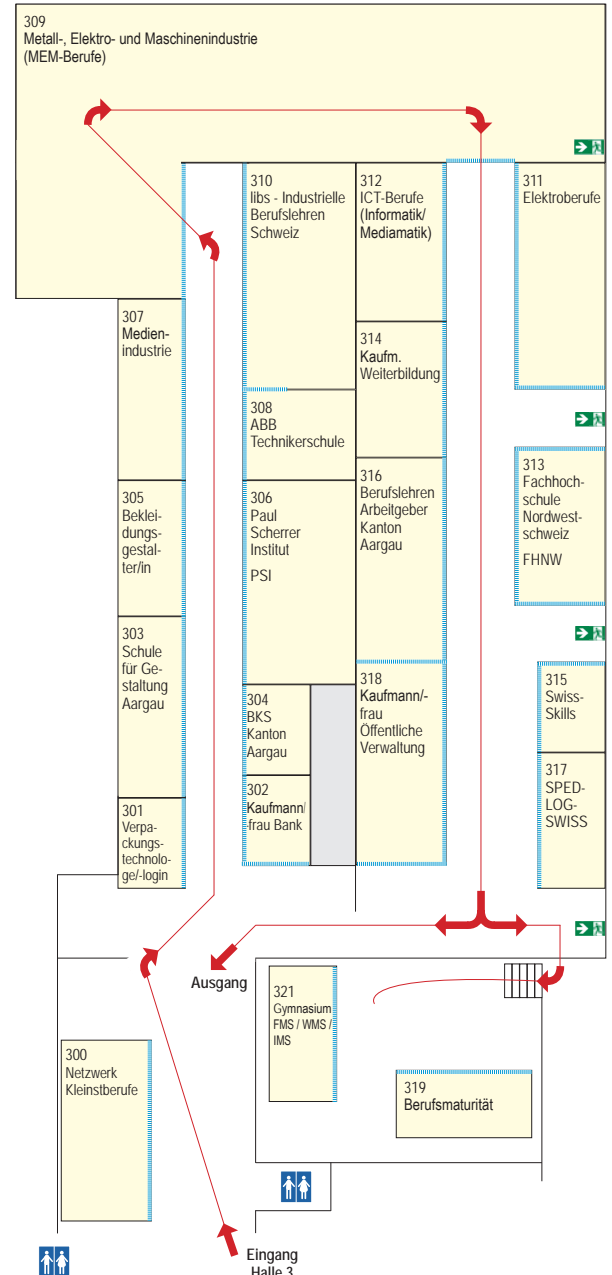 309
Metall-, Elektro- und Maschinenindustrie
(MEM-Berufe)
310
libs - Industrielle
Berufslehren
Schweiz
312
ICT-Berufe
(Informatik/
Mediamatik)
311
Elektroberufe
307
Medien-
industrie
314
Kaufm.
Weiterbildung
308
ABB
Technikerschule
313
Fachhoch-
schule
Nordwest-
schweiz
FHNW
305
Beklei-
dungs-
gestal-
ter/in
306
Paul
Scherrer
Institut
PSI
316
Berufslehren
Arbeitgeber
Kanton
Aargau
303
Schule
für Ge-
staltung
Aargau
304
BKS
Kanton
Aargau
318
Kaufmann/-
frau
Öffentliche
Verwaltung
315
Swiss-
Skills
302
Kaufmann/
-frau Bank
317
SPED-
LOG-
SWISS
301
Verpa-
ckungs-
technolo-
ge/-login
Ausgang
321
Gymnasium
FMS / WMS /
IMS
300
Netzwerk
Kleinstberufe
319
Berufsmaturität
Eingang
Halle 3